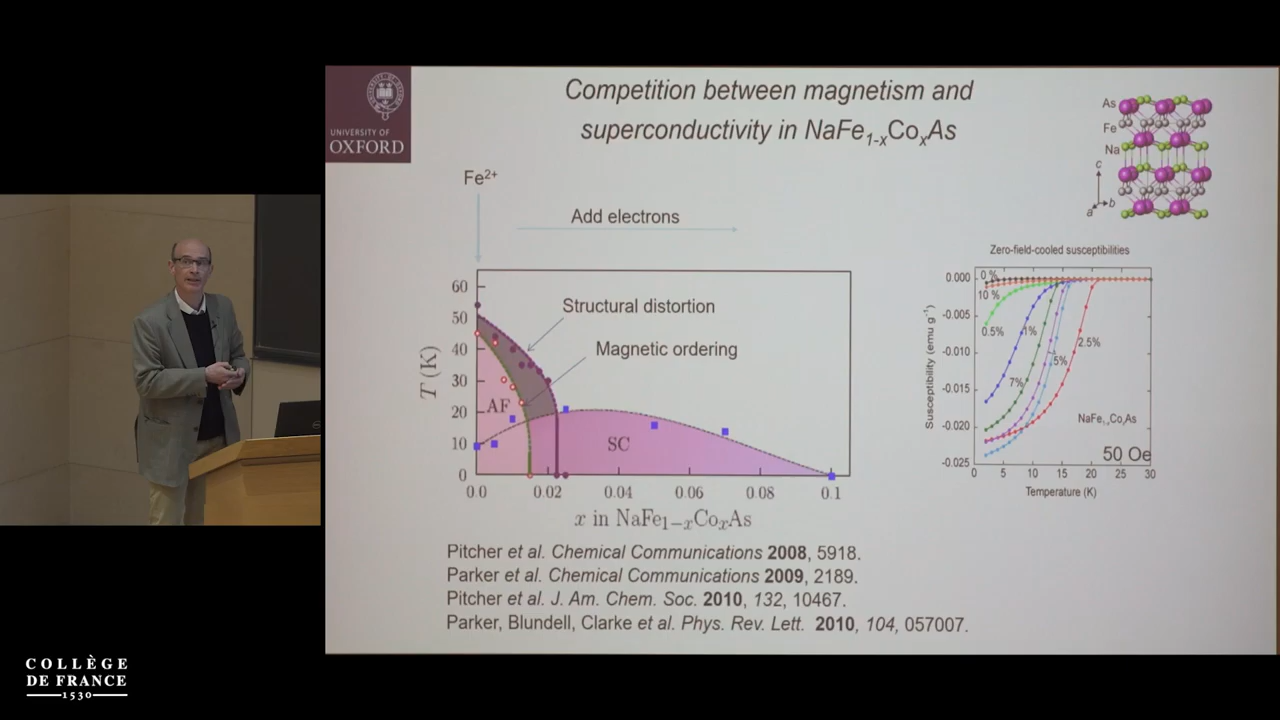 UNIVERSITY OF
OXFORD
Competition between magnetism and
superconductivity in NaFe1-xCoxAs
As
Fe
Na
c
a
b
Fe2+
Add electrons
Structural distortion
Magnetic ordering
AF
SC
T (K)
60
50
40
30
20
10
0
0.0
0.02
0.04
0.06
0.08
0.1
x in NaFe1−xCoxAs
Zero-field-cooled susceptibilities
Susceptibility (emu g-1)
0.000
-0.005
-0.010
-0.015
-0.020
-0.025
0 %
10 %
0.5%
1%
2.5%
5%
7%
NaFe1-xCoxAs
50 Oe
0
5
10
15
20
25
30
Temperature (K)
Pitcher et al. Chemical Communications 2008, 5918.
Parker et al. Chemical Communications 2009, 2189.
Pitcher et al. J. Am. Chem. Soc. 2010, 132, 10467.
Parker, Blundell, Clarke et al. Phys. Rev. Lett. 2010, 104, 057007.
COLLÈGE
DE FRANCE
1530